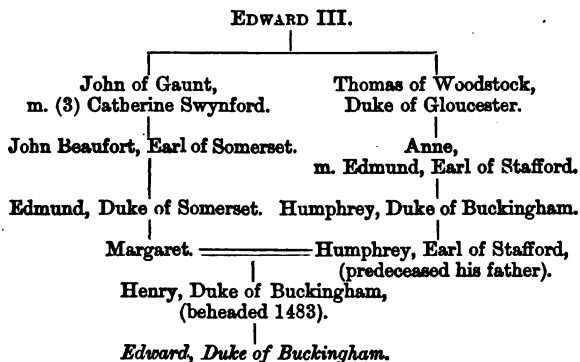 EDWARD III.
John of Gaunt, Thomas of Woodstock,
m. (3) Catherine Swynford. Duke of Gloucester.
John Beaufort, Earl of Somerset. Anne,
m. Edmund, Earl of Stafford.
Edmund, Duke of Somerset. Humphrey, Duke of Buckingham.
Margaret. Humphrey, Earl of Stafford,
(predeceased his father).
Henry, Duke of Buckingham,
(beheaded 1483).
Edward, Duke of Buckingham.